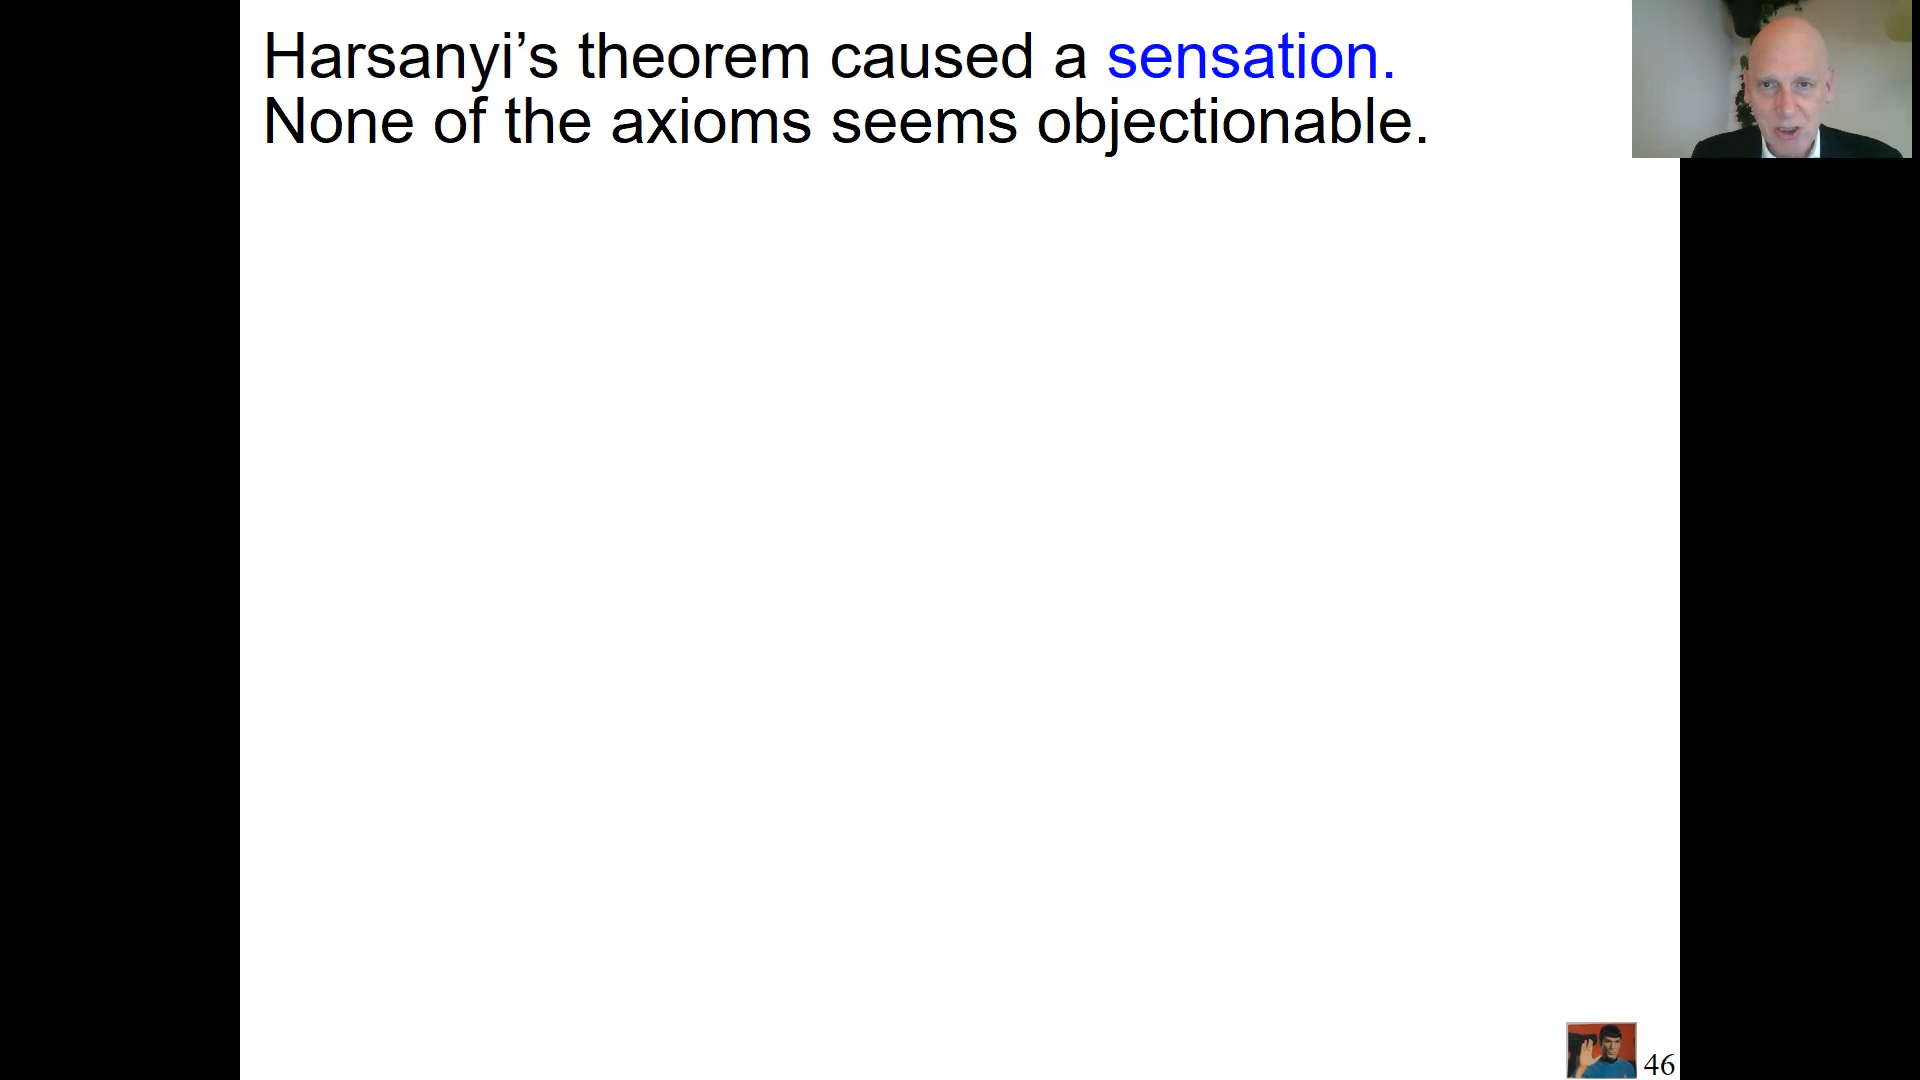 Harsanyi’s theorem caused a sensation.
None of the axioms seems objectionable.
46